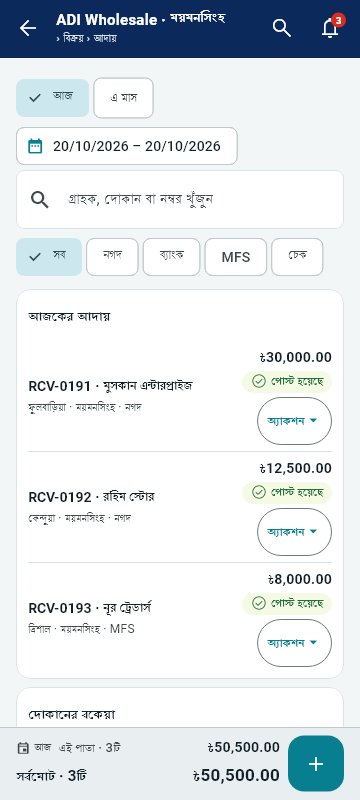 ADI Wholesale · ময়মনসিংহ
› বিক্রয় › আদায়
3
আজ
এ মাস
20/10/2026 – 20/10/2026
গ্রাহক, দোকান বা নম্বর খুঁজুন
সব
নগদ
ব্যাংক
MFS
চেক
আজকের আদায়
৳30,000.00
RCV-0191 · মুসকান এন্টারপ্রাইজ
পোস্ট হয়েছে
ফুলবাড়িয়া · ময়মনসিংহ · নগদ
অ্যাকশন
৳12,500.00
RCV-0192 · রহিম স্টোর
পোস্ট হয়েছে
কেন্দুয়া · ময়মনসিংহ · নগদ
অ্যাকশন
৳8,000.00
RCV-0193 · নূর ট্রেডার্স
পোস্ট হয়েছে
ত্রিশাল · ময়মনসিংহ · MFS
অ্যাকশন
দোকানের বকেয়া
আজ এই পাতা · 3টি ৳50,500.00
সর্বমোট · 3টি ৳50,500.00